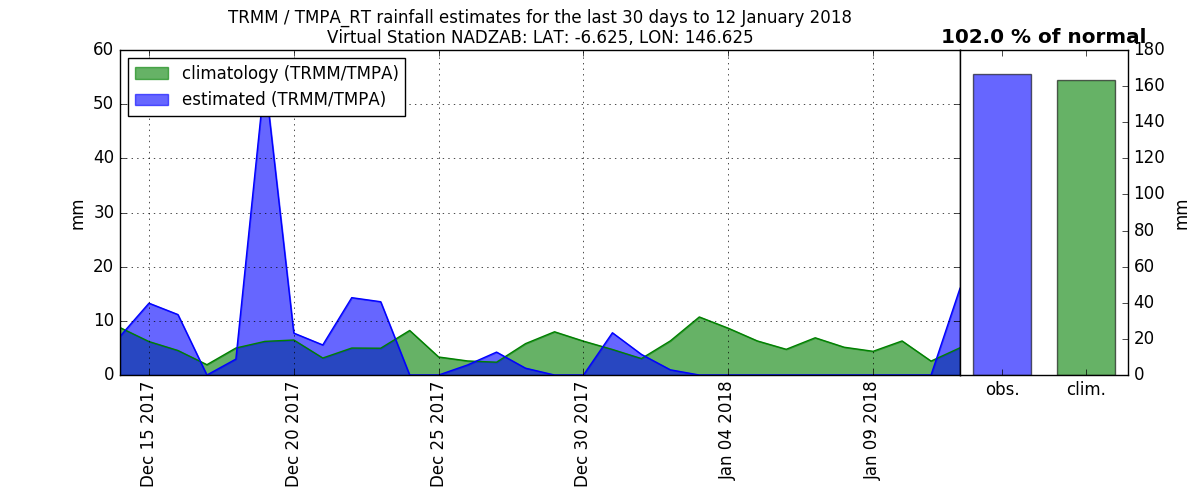 TRMM / TMPA_RT rainfall estimates for the last 30 days to 12 January 2018
Virtual Station NADZAB: LAT: -6.625, LON: 146.625
102.0 % of normal
climatology (TRMM/TMPA)
estimated (TRMM/TMPA)
60
50
40
30
20
10
0
mm
Dec 15 2017
Dec 20 2017
Dec 25 2017
Dec 30 2017
Jan 04 2018
Jan 09 2018
180
160
140
120
100
80
60
40
20
0
mm
obs.
clim.